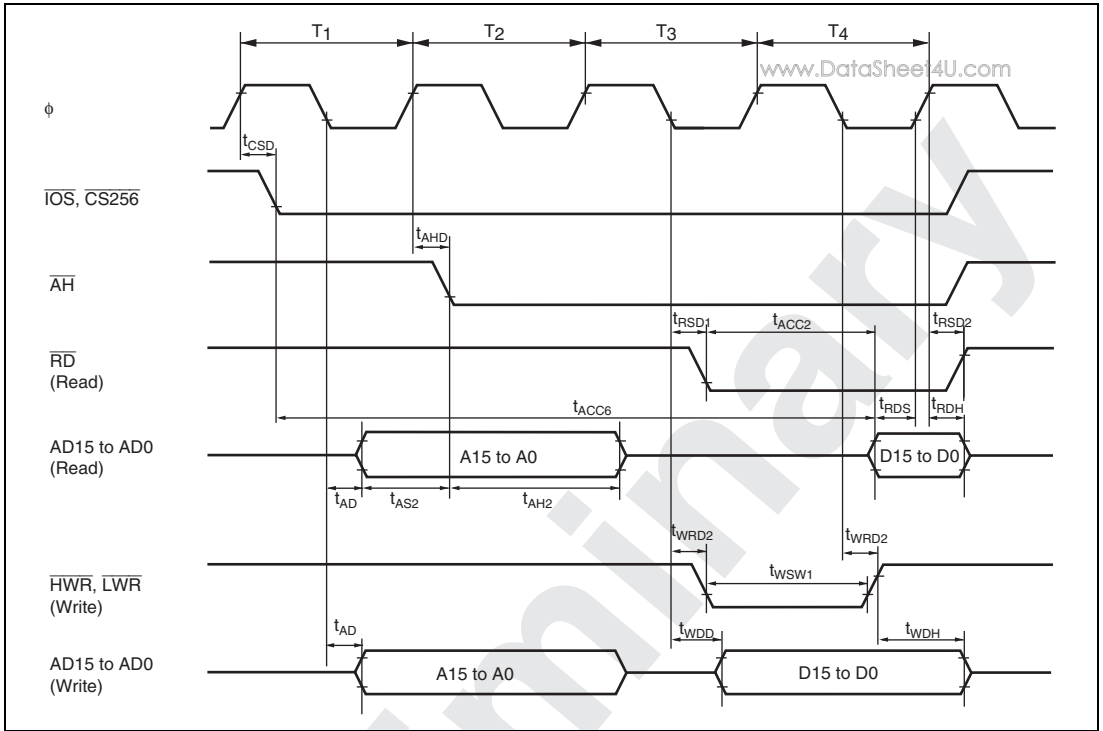 T1 T2 T3 T4
www.DataSheet4U.com
ϕ
tCSD
IOS, CS256
tAHD
AH
tRSD1 tACC2 tRSD2
RD
(Read)
tACC6 tRDS tRDH
AD15 to AD0
(Read)
A15 to A0 D15 to D0
tAD tAS2 tAH2
tWRD2 tWRD2
HWR, LWR
(Write)
tWSW1
tAD tWDD tWDH
AD15 to AD0
(Write)
A15 to A0 D15 to D0
Preliminary